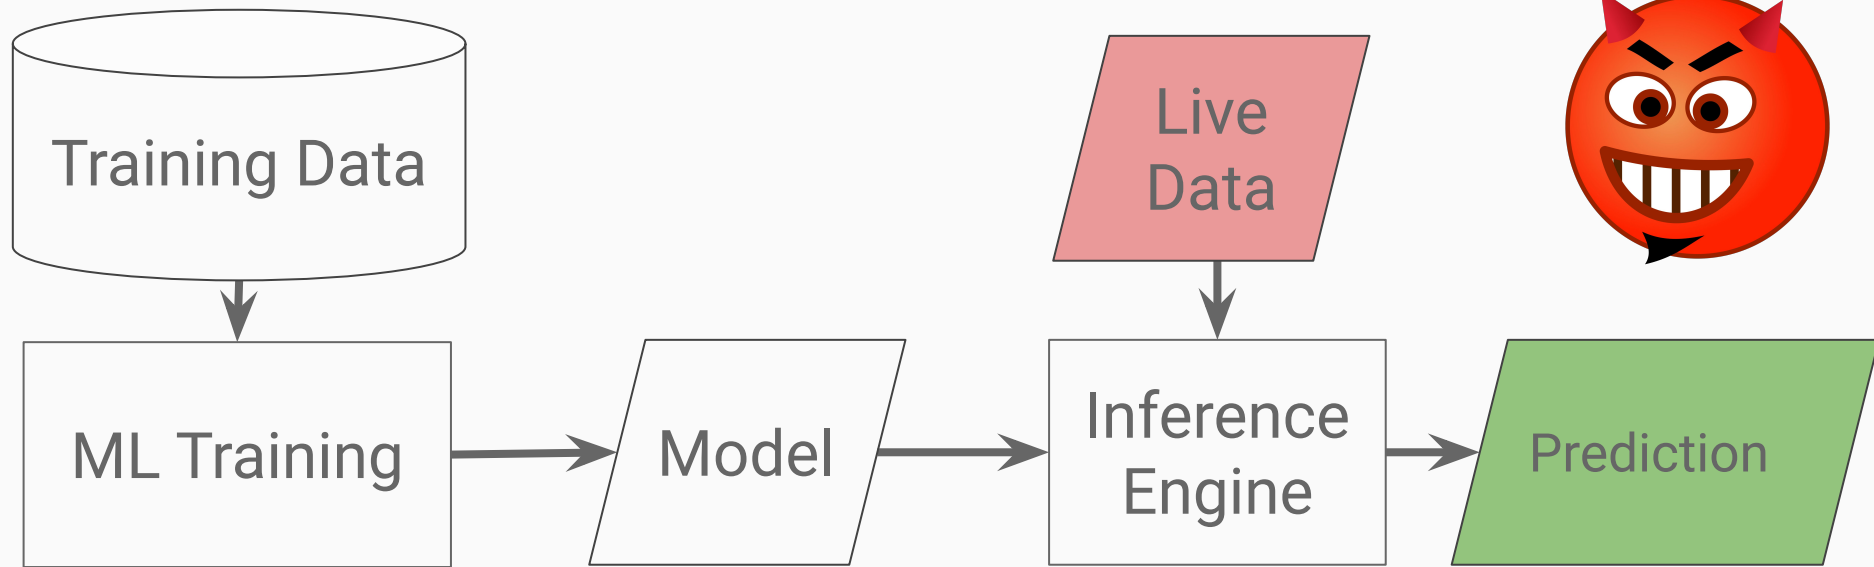 Training Data
Live
Data
ML Training
Model
Inference
Engine
Prediction